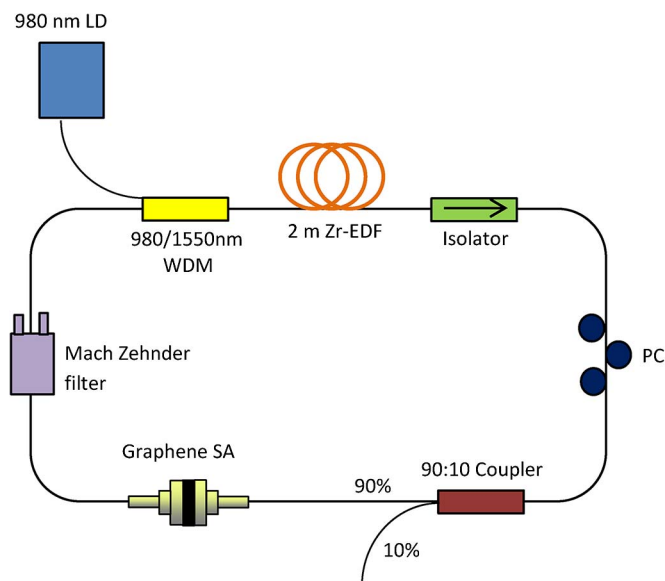 980 nm LD
980/1550nm
WDM
2 m Zr-EDF
Isolator
Mach Zehnder
filter
PC
Graphene SA
90%
90:10 Coupler
10%